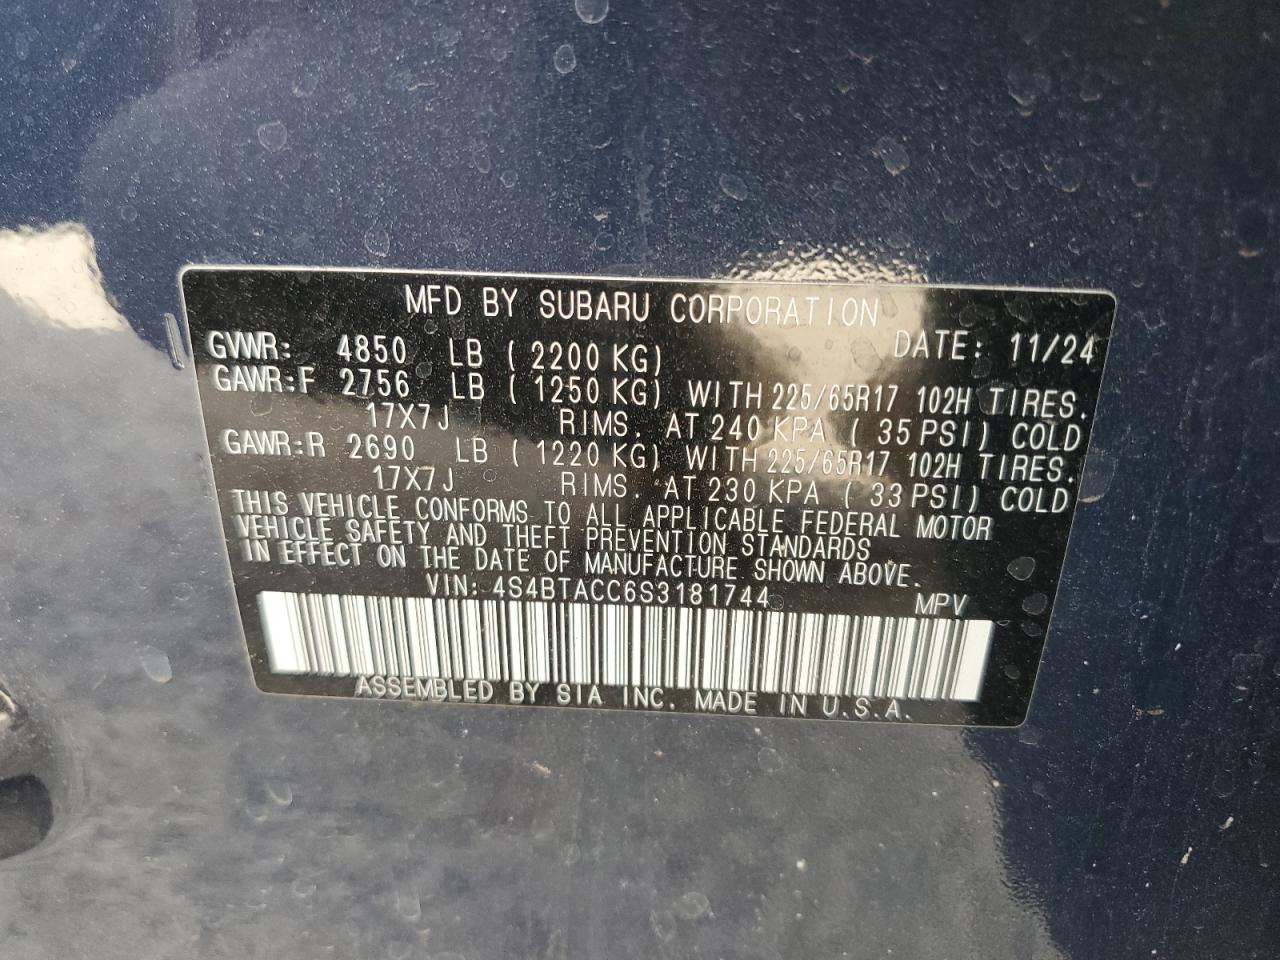 MFD BY SUBARU CORPORATION
GVWR: 4850 LB ( 2200 KG) DATE: 11/24
GAWR:F 2756 LB ( 1250 KG) WITH 225/65R17 102H TIRES.
17X7J RIMS. AT 240 KPA ( 35 PSI) COLD
GAWR:R 2690 LB ( 1220 KG) WITH 225/65R17 102H TIRES.
17X7J RIMS. AT 230 KPA ( 33 PSI) COLD
THIS VEHICLE CONFORMS TO ALL APPLICABLE FEDERAL MOTOR
VEHICLE SAFETY AND THEFT PREVENTION STANDARDS
IN EFFECT ON THE DATE OF MANUFACTURE SHOWN ABOVE.
VIN: 4S4BTACC6S3181744 MPV
ASSEMBLED BY SIA INC. MADE IN U.S.A.